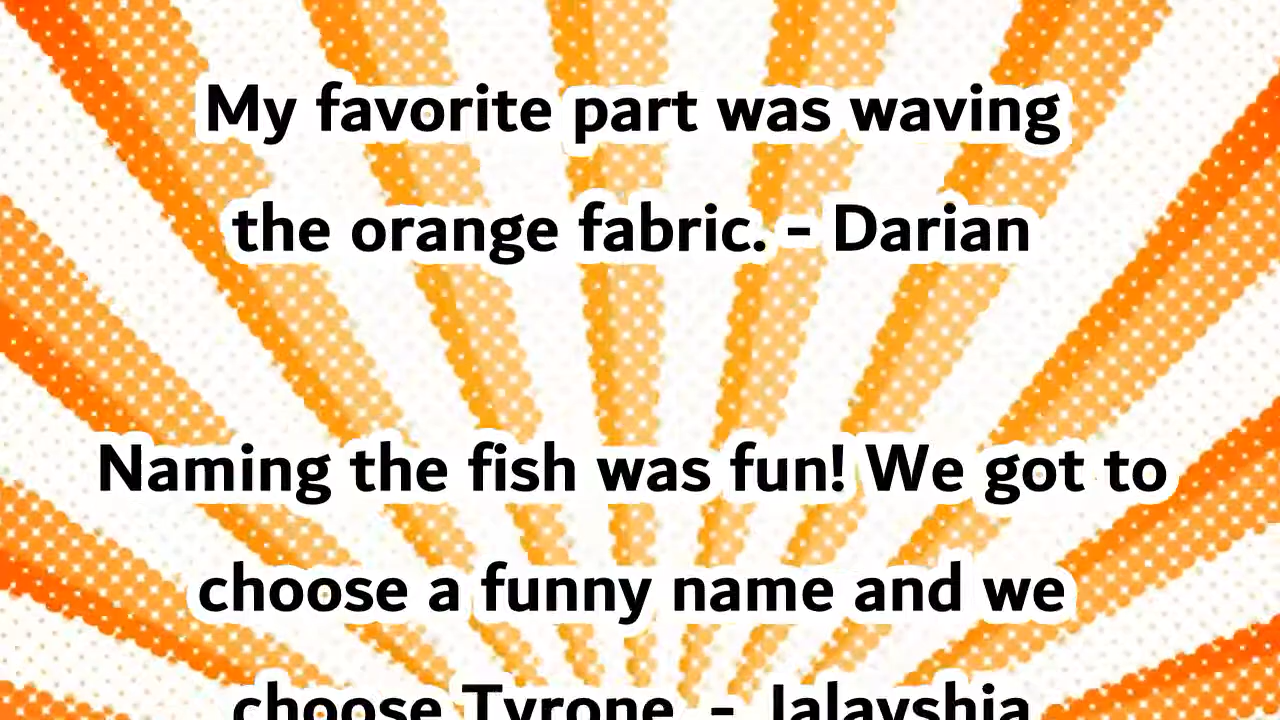 My favorite part was waving
the orange fabric. - Darian
Naming the fish was fun! We got to
choose a funny name and we
choose Tyrone. - Jalayshia